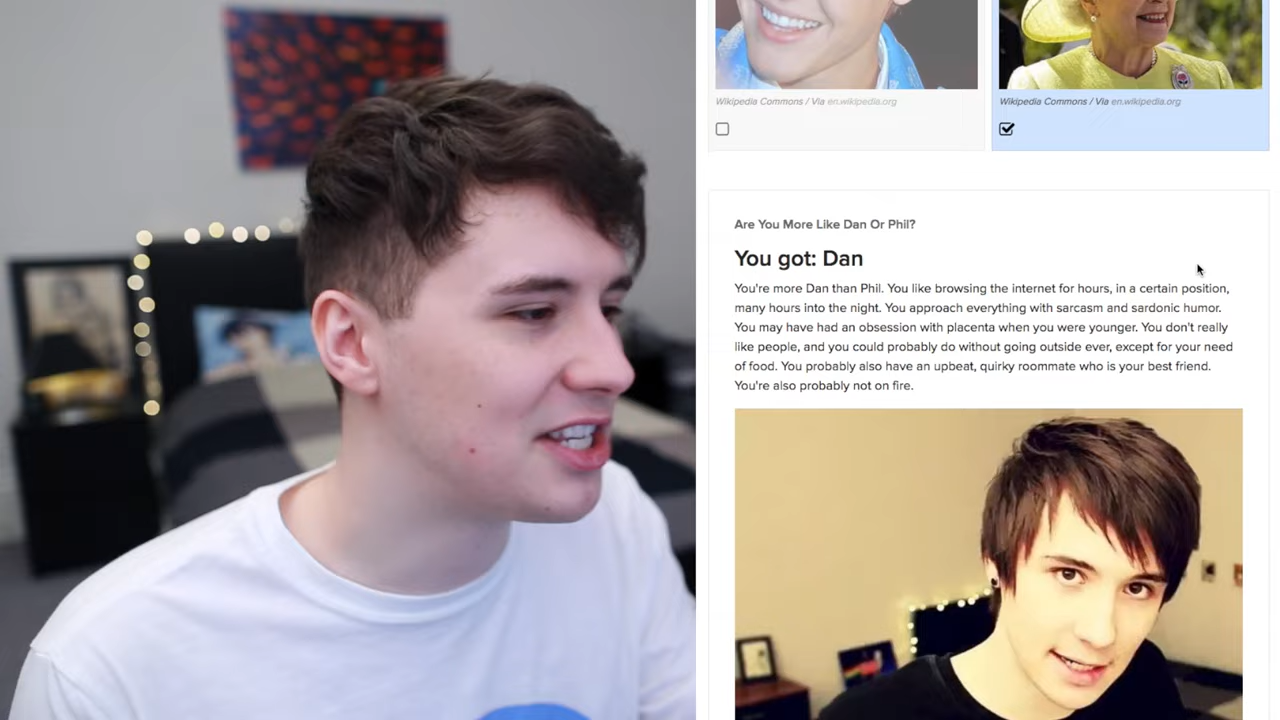 Wikipedia Commons / Via en.wikipedia.org
Wikipedia Commons / Via en.wikipedia.org
Are You More Like Dan Or Phil?
You got: Dan
You're more Dan than Phil. You like browsing the internet for hours, in a certain position,
many hours into the night. You approach everything with sarcasm and sardonic humor.
You may have had an obsession with placenta when you were younger. You don't really
like people, and you could probably do without going outside ever, except for your need
of food. You probably also have an upbeat, quirky roommate who is your best friend.
You're also probably not on fire.